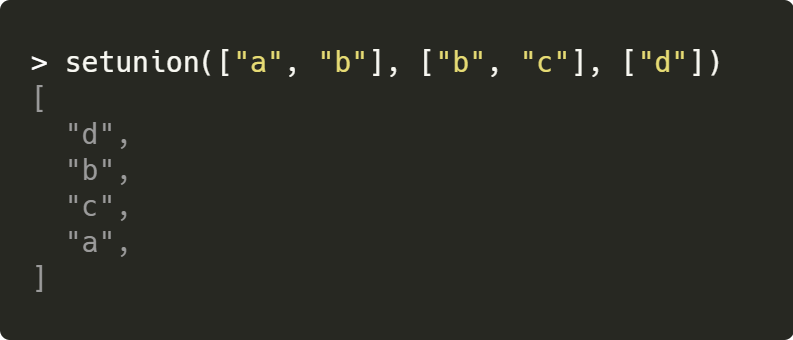 > setunion(["a", "b"], ["b", "c"], ["d"])
[
  "d",
  "b",
  "c",
  "a",
]